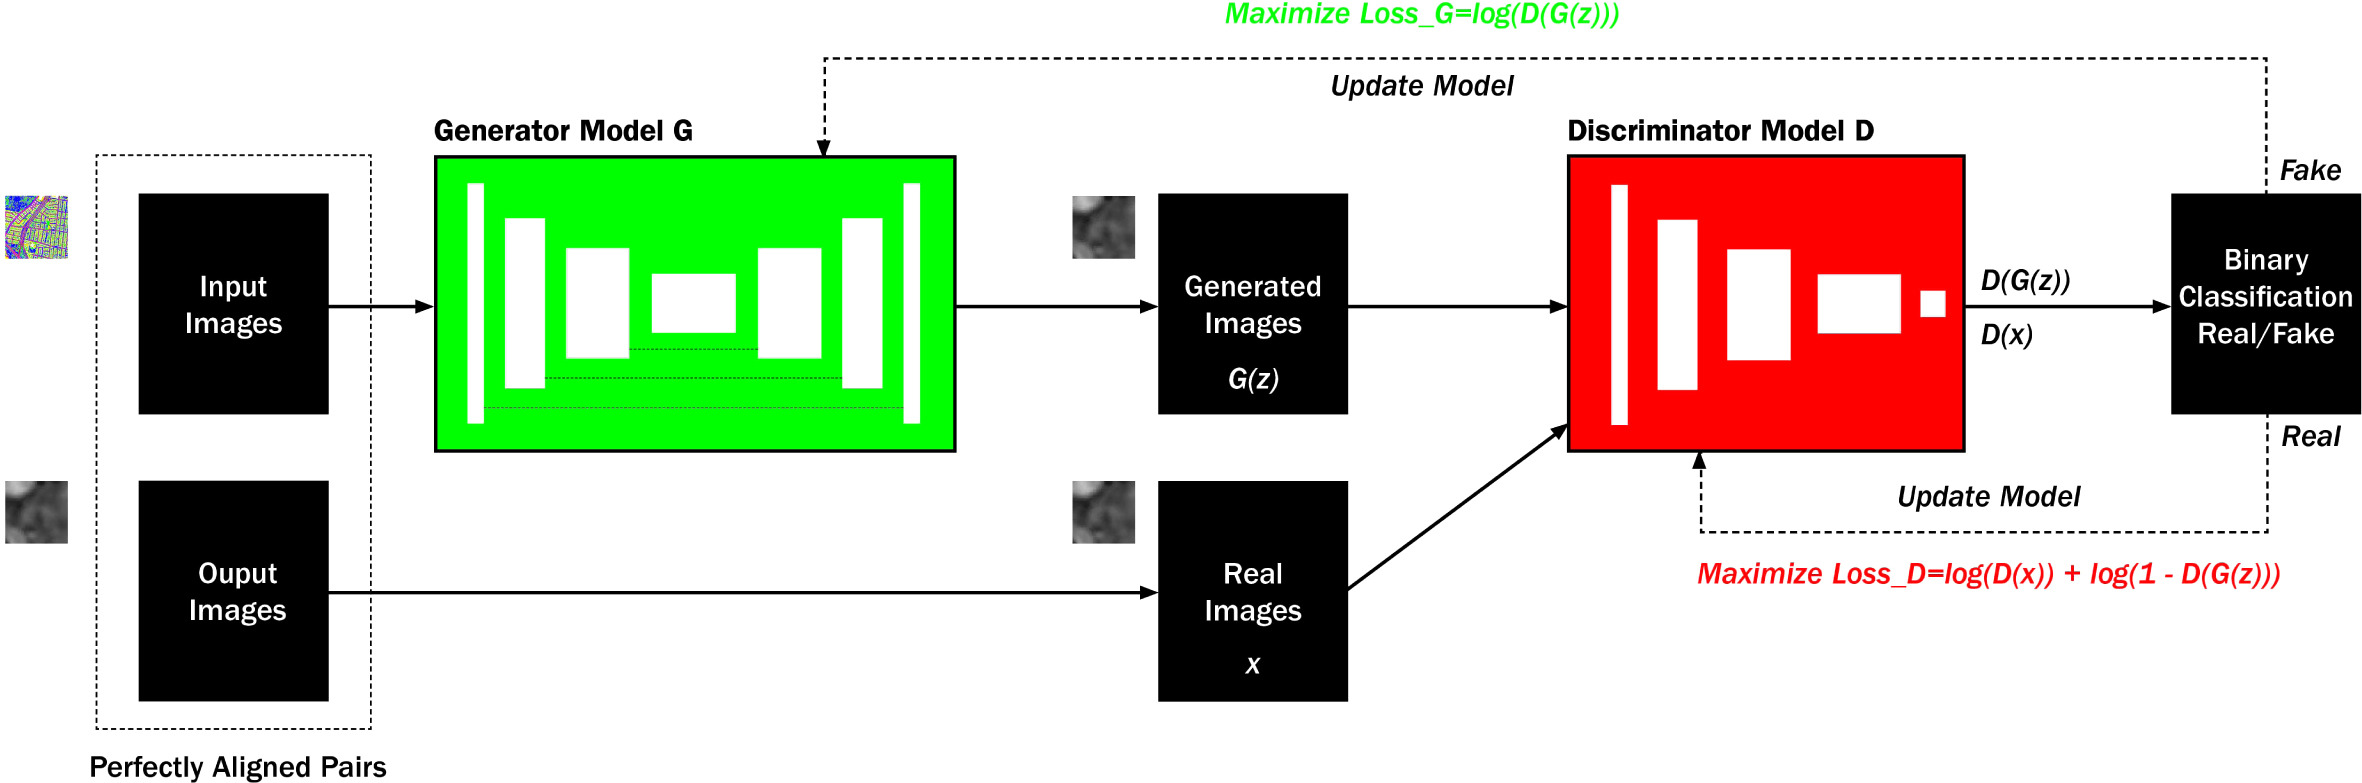 Maximize Loss_G=log(D(G(z)))
Update Model
Generator Model G
Discriminator Model D
Fake
Input
Images
Generated
Images
G(z)
D(G(z))
D(x)
Binary
Classification
Real/Fake
Real
Update Model
Ouput
Images
Real
Images
x
Maximize Loss_D=log(D(x)) + log(1 - D(G(z)))
Perfectly Aligned Pairs